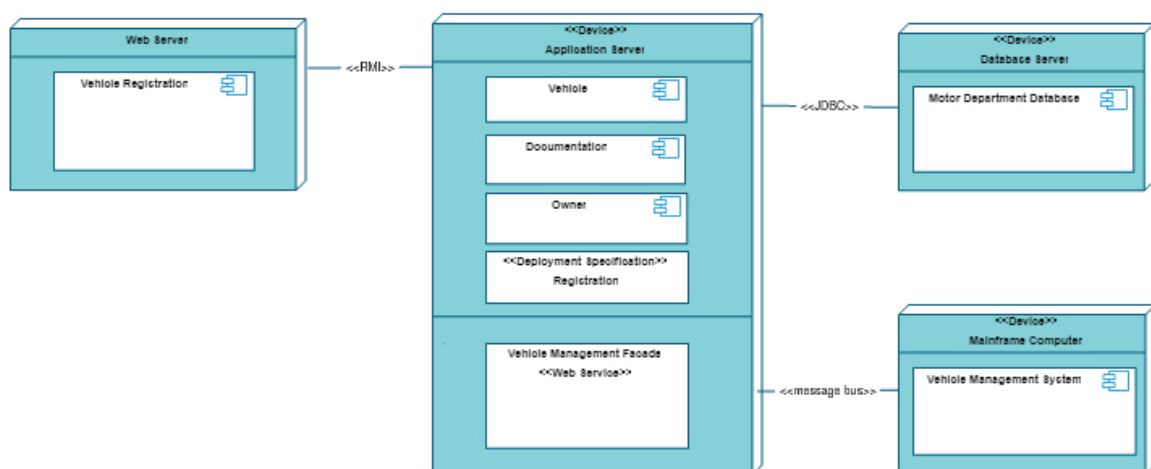 Web Server
Vehicle Registration
<<RMI>>
<<Device>>
Application Server
Vehicle
Documentation
Owner
<<Deployment Specification>>
Registration
Vehicle Management Facade
<<Web Service>>
<<JDBC>>
<<Device>>
Database Server
Motor Department Database
<<message bus>>
<<Device>>
Mainframe Computer
Vehicle Management System